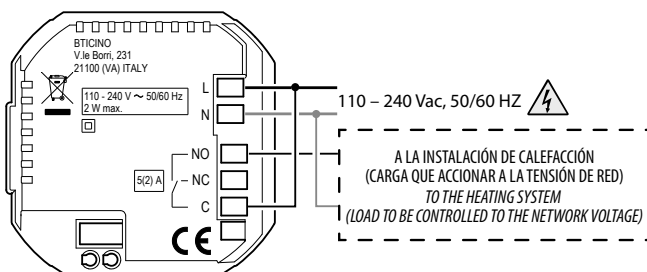 BTICINO
V.le Borri, 231
21100 (VA) ITALY
110 - 240 V ~ 50/60 Hz
2 W max.
L
N
NO
5(2) A
NC
C
CE
110 – 240 Vac, 50/60 HZ
A LA INSTALACIÓN DE CALEFACCIÓN
(CARGA QUE ACCIONAR A LA TENSIÓN DE RED)
TO THE HEATING SYSTEM
(LOAD TO BE CONTROLLED TO THE NETWORK VOLTAGE)